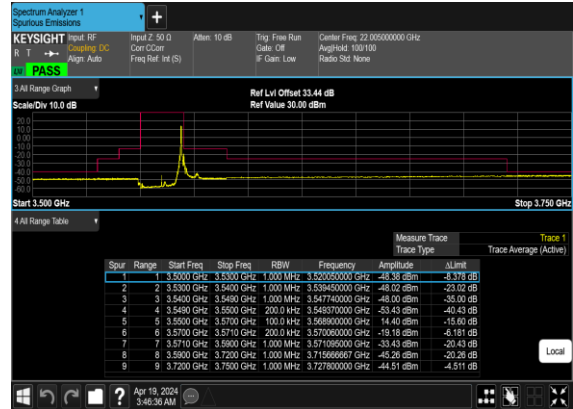 Spectrum Analyzer 1
Spurious Emissions
+
KEYSIGHT Input: RF Input Z: 50 Ω Atten: 10 dB Trig: Free Run Center Freq: 22.005000000 GHz
R T Coupling: DC Corr CCorr Gate: Off Avg|Hold: 100/100
Align: Auto Freq Ref: Int (S) IF Gain: Low Radio Std: None
PASS
3 All Range Graph Ref Lvl Offset 33.44 dB
Scale/Div 10.0 dB Ref Value 30.00 dBm
20.0
10.0
0.00
-10.0
-20.0
-30.0
-40.0
-50.0
-60.0
Start 3.500 GHz Stop 3.750 GHz
4 All Range Table
Measure Trace Trace 1
Trace Type Trace Average (Active)
Spur Range Start Freq Stop Freq RBW Frequency Amplitude ΔLimit
1 1 3.5000 GHz 3.5300 GHz 1.000 MHz 3.520050000 GHz -48.38 dBm -8.378 dB
2 2 3.5300 GHz 3.5400 GHz 1.000 MHz 3.539450000 GHz -48.02 dBm -23.02 dB
3 3 3.5400 GHz 3.5490 GHz 1.000 MHz 3.547740000 GHz -48.00 dBm -35.00 dB
4 4 3.5490 GHz 3.5500 GHz 200.0 kHz 3.549370000 GHz -53.43 dBm -40.43 dB
5 5 3.5500 GHz 3.5700 GHz 100.0 kHz 3.568900000 GHz 14.40 dBm -15.60 dB
6 6 3.5700 GHz 3.5710 GHz 200.0 kHz 3.570060000 GHz -19.18 dBm -6.181 dB
7 7 3.5710 GHz 3.5900 GHz 1.000 MHz 3.571095000 GHz -33.43 dBm -20.43 dB
8 8 3.5900 GHz 3.7200 GHz 1.000 MHz 3.715666667 GHz -45.26 dBm -20.26 dB
9 9 3.7200 GHz 3.7500 GHz 1.000 MHz 3.727800000 GHz -44.51 dBm -4.511 dB
Local
? Apr 19, 2024
3:46:36 AM